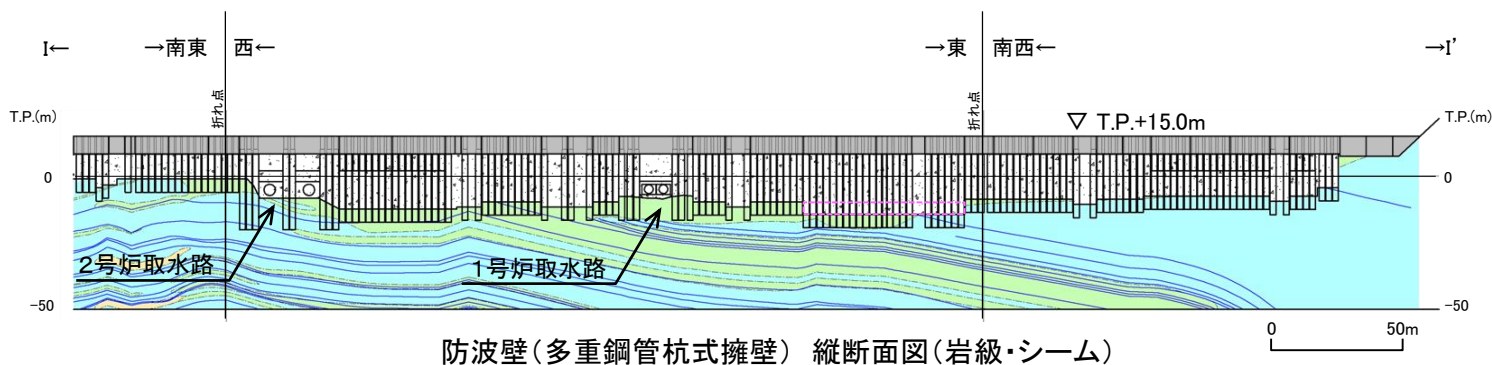 I← →南東 西← →東 南西← →I'
T.P.(m) 折れ点 折れ点 ▽ T.P.+15.0m T.P.(m)
0 0
2号炉取水路 1号炉取水路
-50 -50
0 50m
防波壁(多重鋼管杭式擁壁) 縦断面図(岩級・シーム)